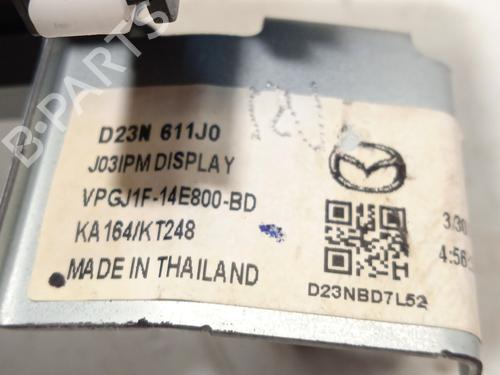 D23N 611J0
J03IPM DISPLAY
VPGJ1F-14E800-BD
KA164/KT248
MADE IN THAILAND
D23NBD7L52
3/30
4:56
B-PARTS